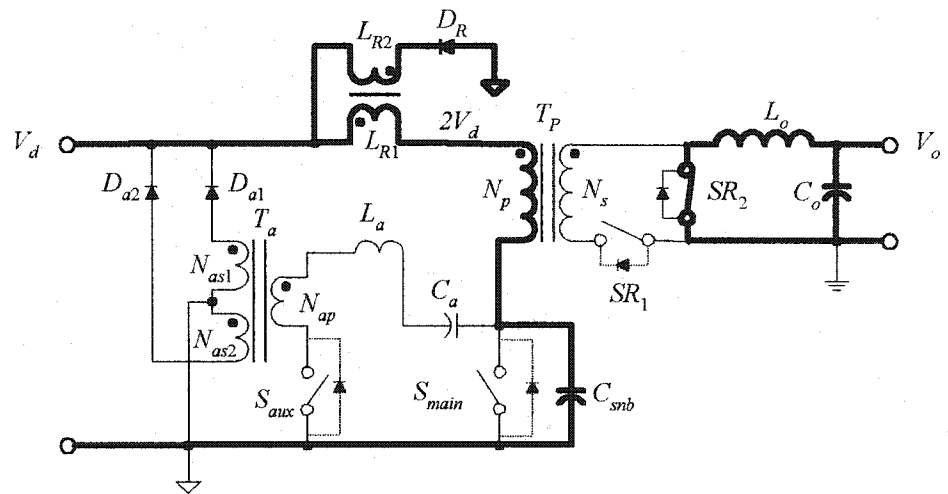 L_R2
D_R
V_d
L_R1
2V_d
T_P
L_o
V_o
D_a2
D_a1
N_p
N_s
SR_2
C_o
T_a
L_a
N_as1
N_ap
C_a
SR_1
N_as2
S_aux
S_main
C_snb